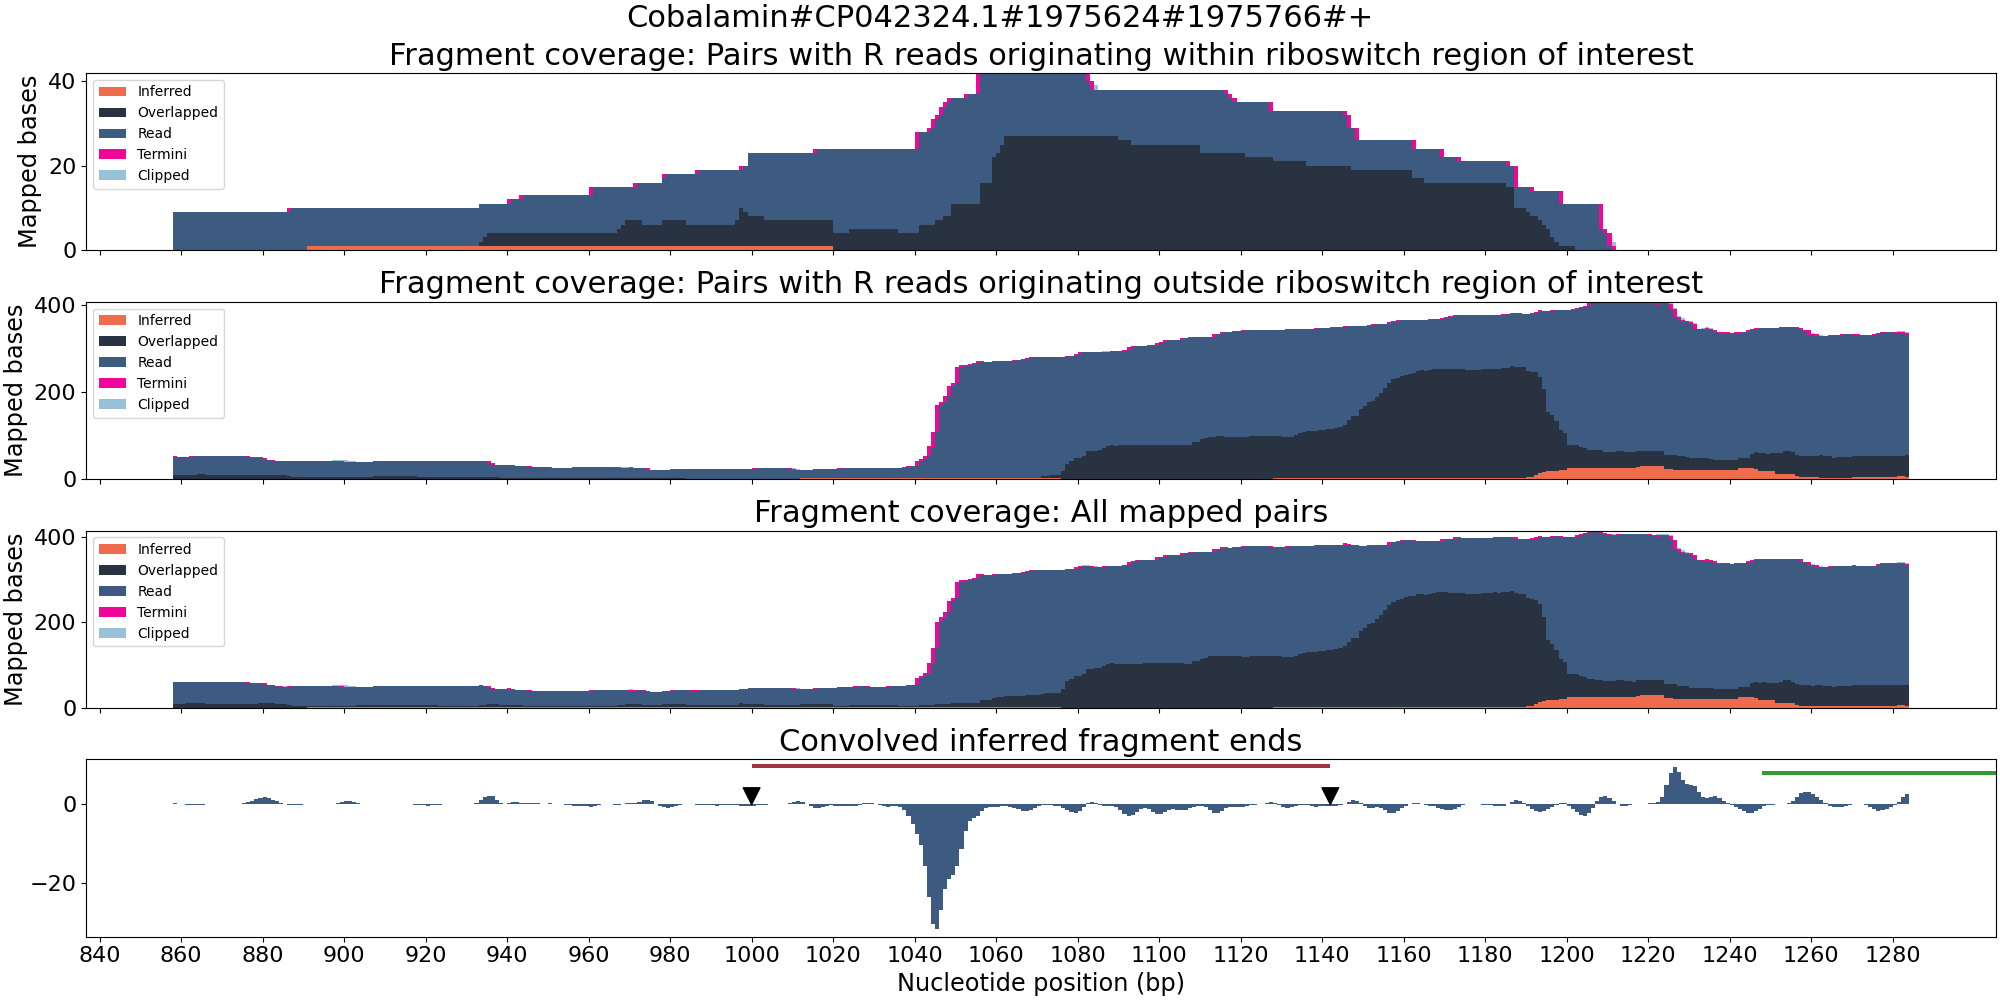 Cobalamin#CP042324.1#1975624#1975766#+
Fragment coverage: Pairs with R reads originating within riboswitch region of interest
Mapped bases
40
20
0
Inferred
Overlapped
Read
Termini
Clipped
Fragment coverage: Pairs with R reads originating outside riboswitch region of interest
Mapped bases
400
200
0
Inferred
Overlapped
Read
Termini
Clipped
Fragment coverage: All mapped pairs
Mapped bases
400
200
0
Inferred
Overlapped
Read
Termini
Clipped
Convolved inferred fragment ends
0
−20
840 860 880 900 920 940 960 980 1000 1020 1040 1060 1080 1100 1120 1140 1160 1180 1200 1220 1240 1260 1280
Nucleotide position (bp)